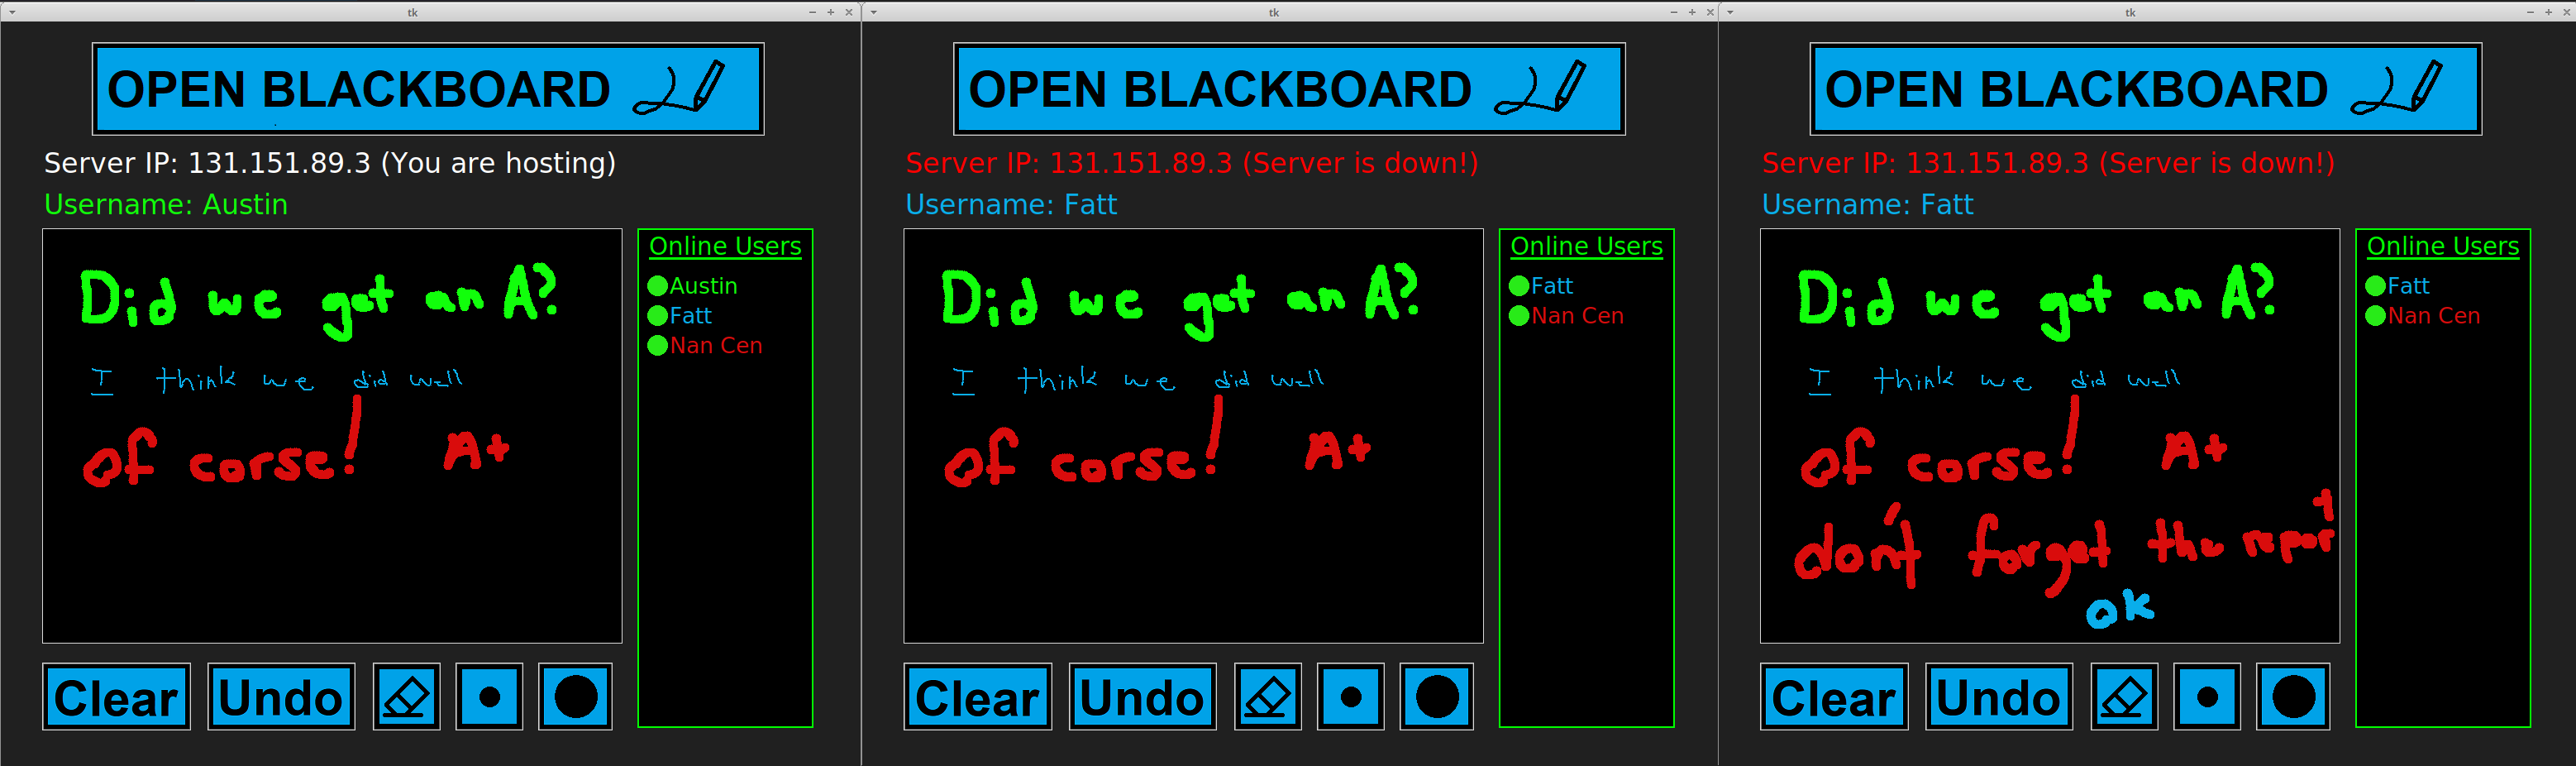 tk
OPEN BLACKBOARD
Server IP: 131.151.89.3 (You are hosting)
Username: Austin
Did we get an A?
I think we did well
Of corse! A+
Online Users
Austin
Fatt
Nan Cen
Clear Undo
tk
OPEN BLACKBOARD
Server IP: 131.151.89.3 (Server is down!)
Username: Fatt
Did we get an A?
I think we did well
Of corse! A+
Online Users
Fatt
Nan Cen
Clear Undo
tk
OPEN BLACKBOARD
Server IP: 131.151.89.3 (Server is down!)
Username: Fatt
Did we get an A?
I think we did well
Of corse! A+
don't forget the report
ok
Online Users
Fatt
Nan Cen
Clear Undo